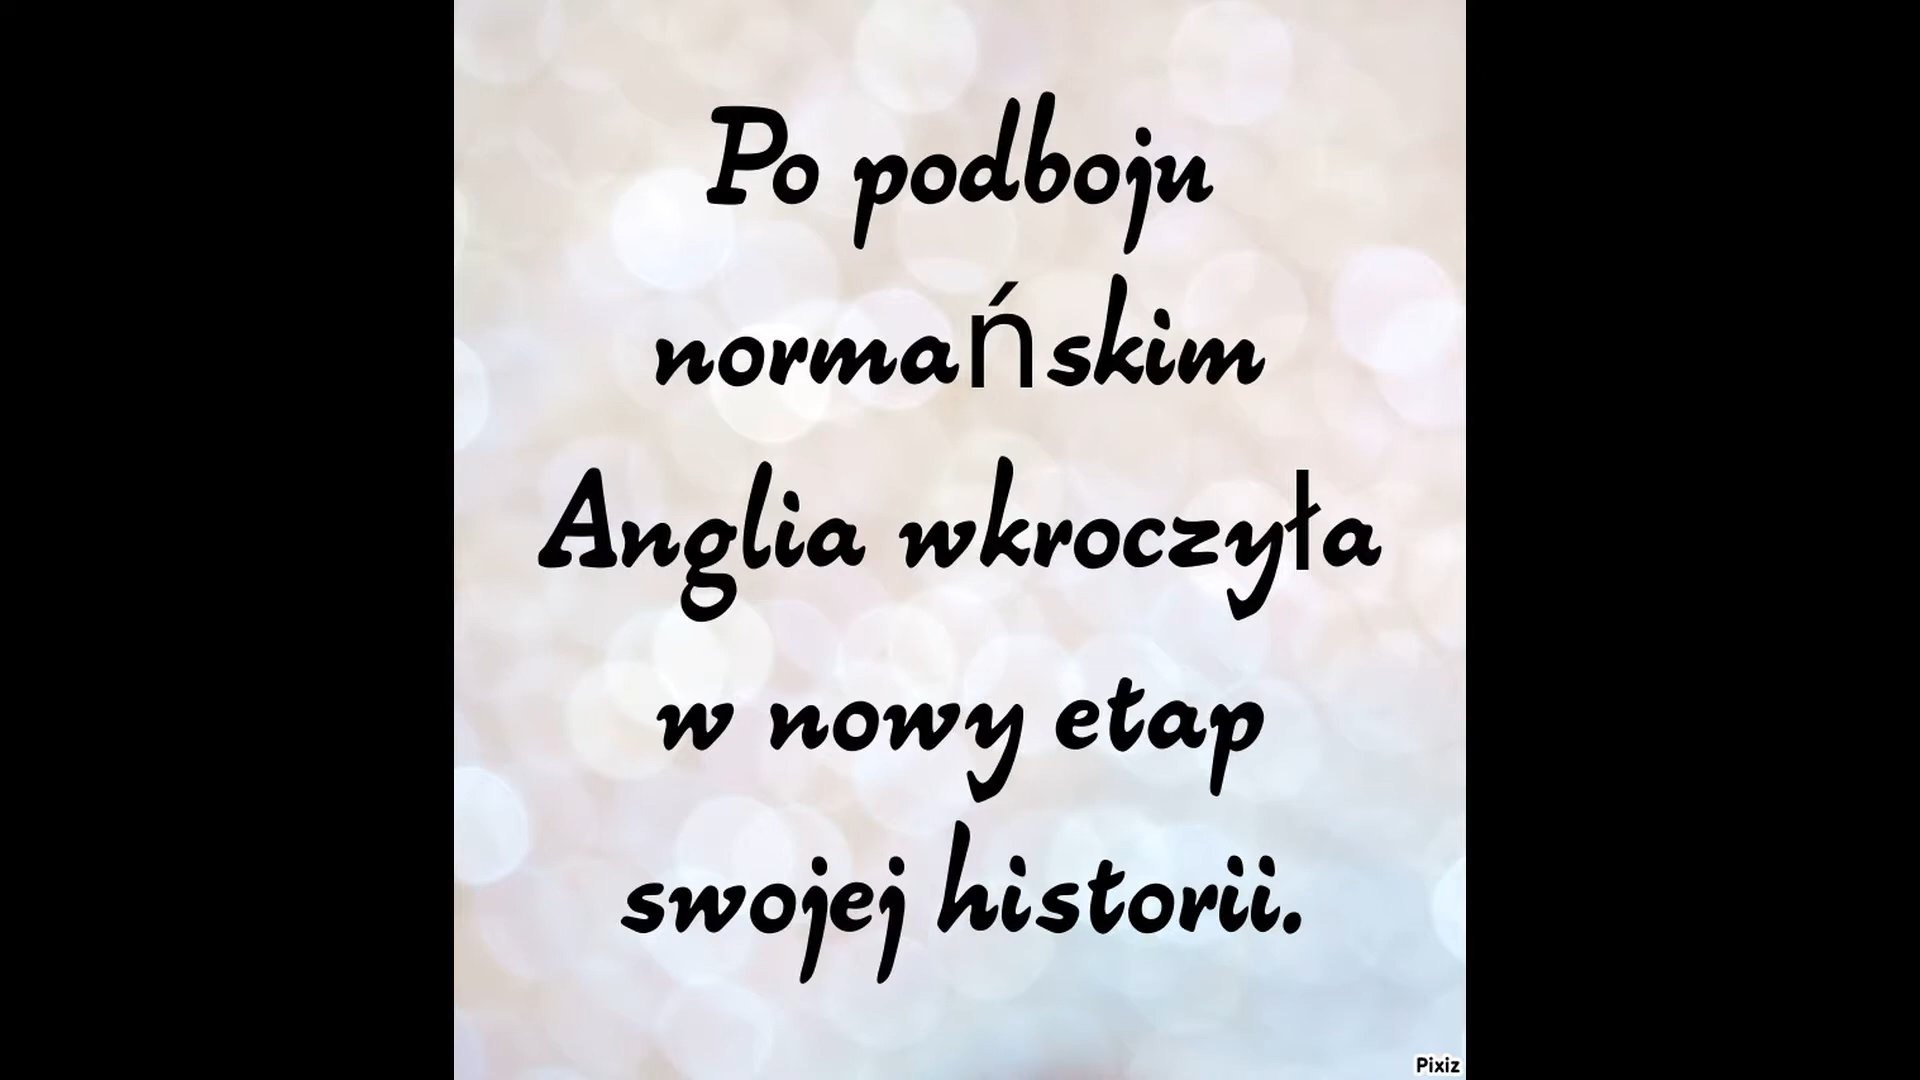 Po podboju
normańskim
Anglia wkroczyła
w nowy etap
swojej historii.
Pixiz